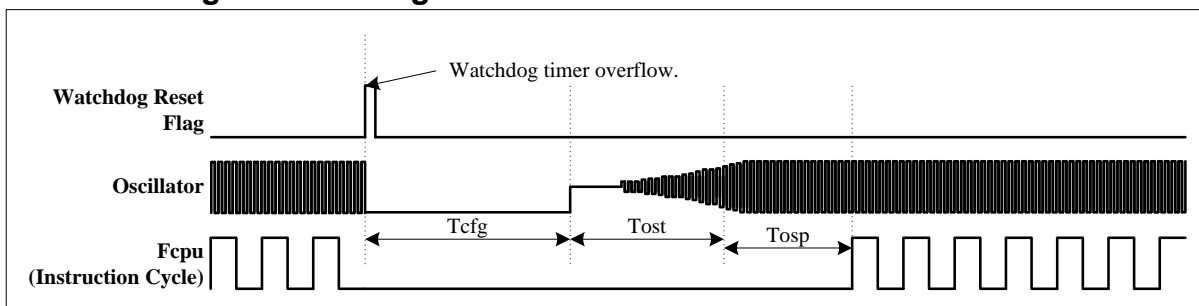 Watchdog timer overflow.
Watchdog Reset
Flag
Oscillator
Tcfg
Tost
Tosp
Fcpu
(Instruction Cycle)